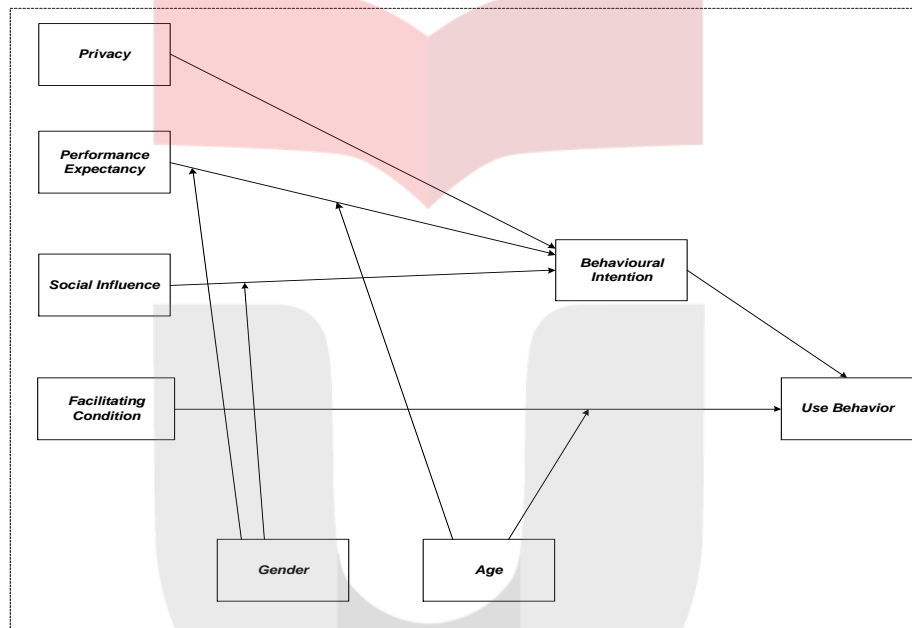 Privacy
Performance
Expectancy
Social Influence
Behavioural
Intention
Facilitating
Condition
Use Behavior
Gender
Age